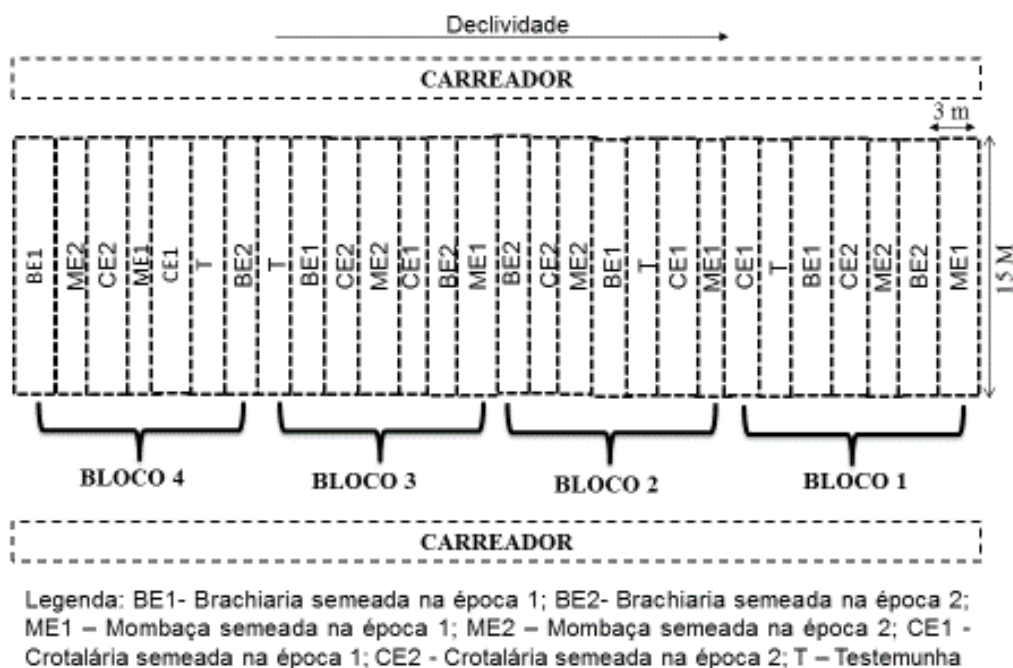 Declividade
CARREADOR
3 m
BE1
ME2
CE2
ME1
CE1
T
BE2
T
BE1
CE2
ME2
CE1
BE2
ME1
BE2
CE2
ME2
BE1
T
CE1
ME1
CE1
T
BE1
CE2
ME2
BE2
ME1
15 M
BLOCO 4
BLOCO 3
BLOCO 2
BLOCO 1
CARREADOR
Legenda: BE1- Brachiaria semeada na época 1; BE2- Brachiaria semeada na época 2;
ME1 – Mombaça semeada na época 1; ME2 – Mombaça semeada na época 2; CE1 -
Crotalária semeada na época 1; CE2 - Crotalária semeada na época 2; T – Testemunha